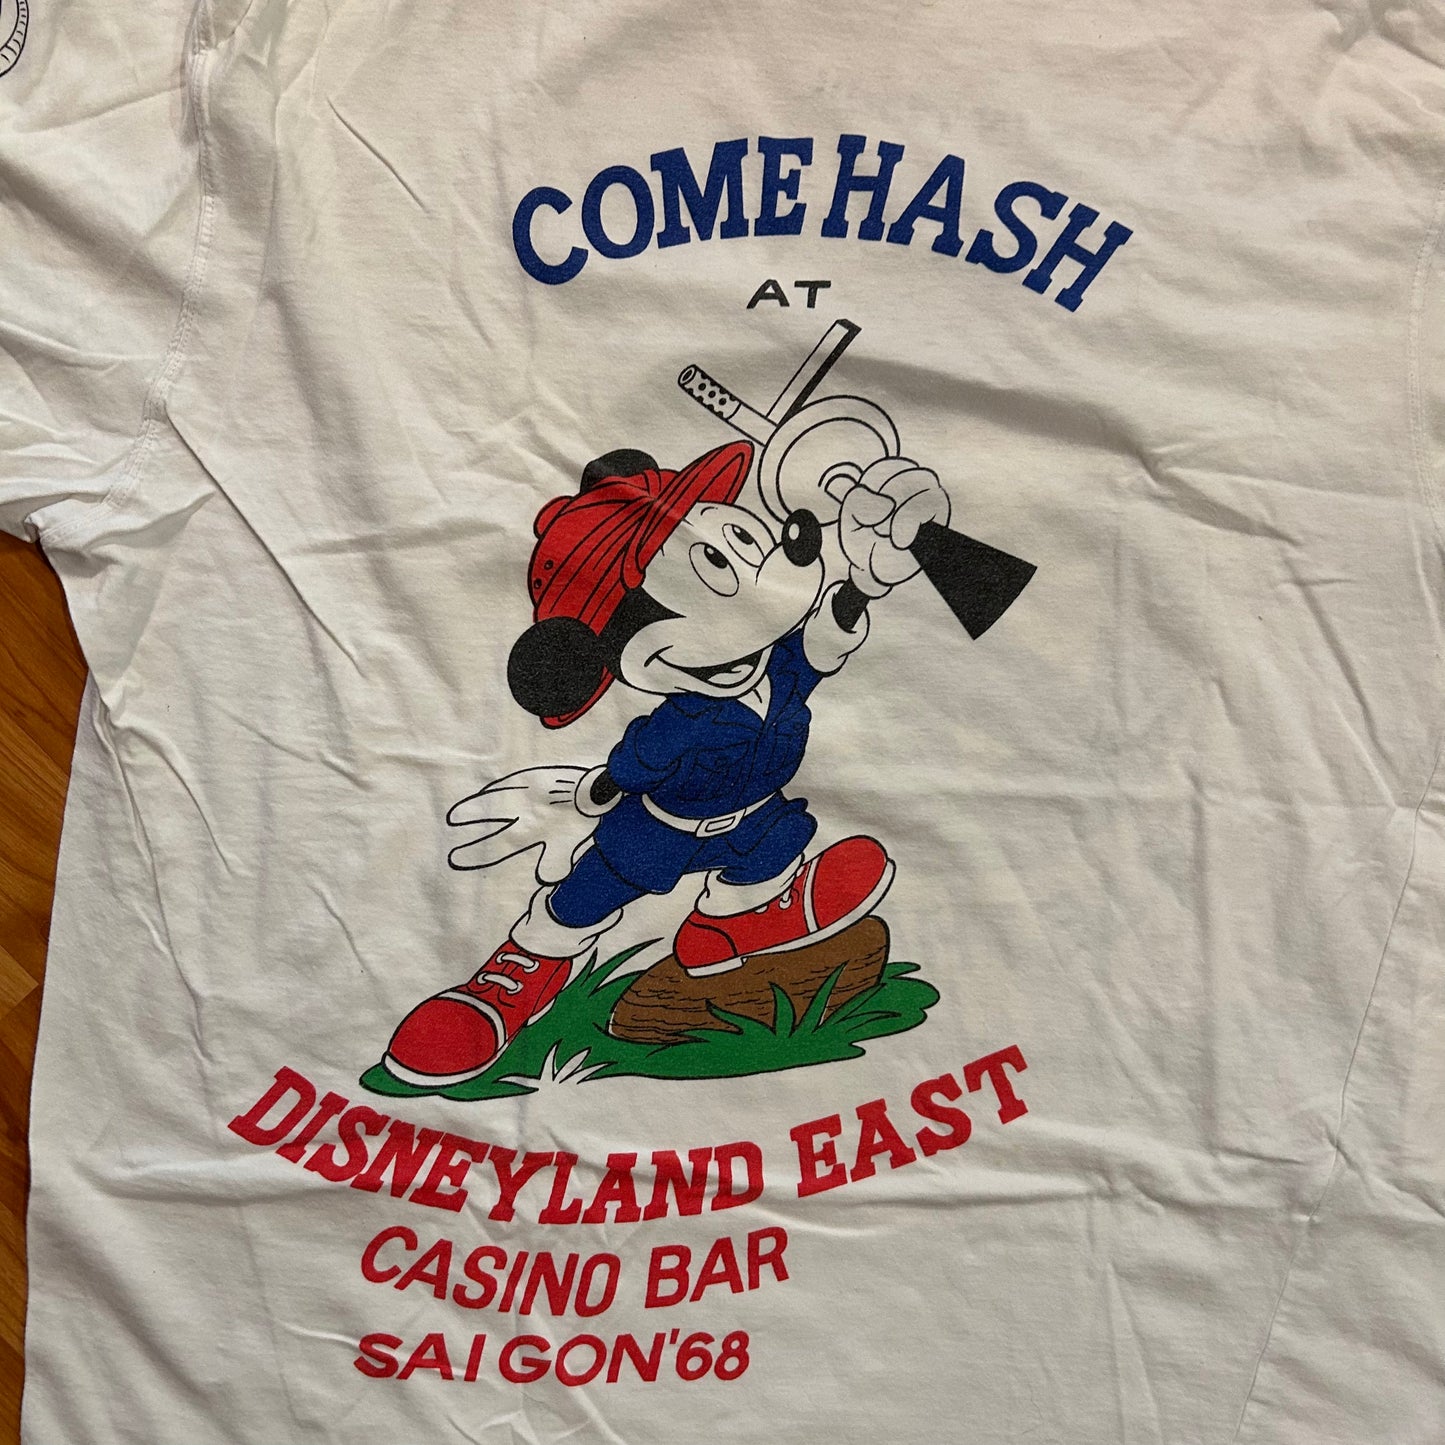 COME HASH
AT
DISNEYLAND EAST
CASINO BAR
SAIGON'68